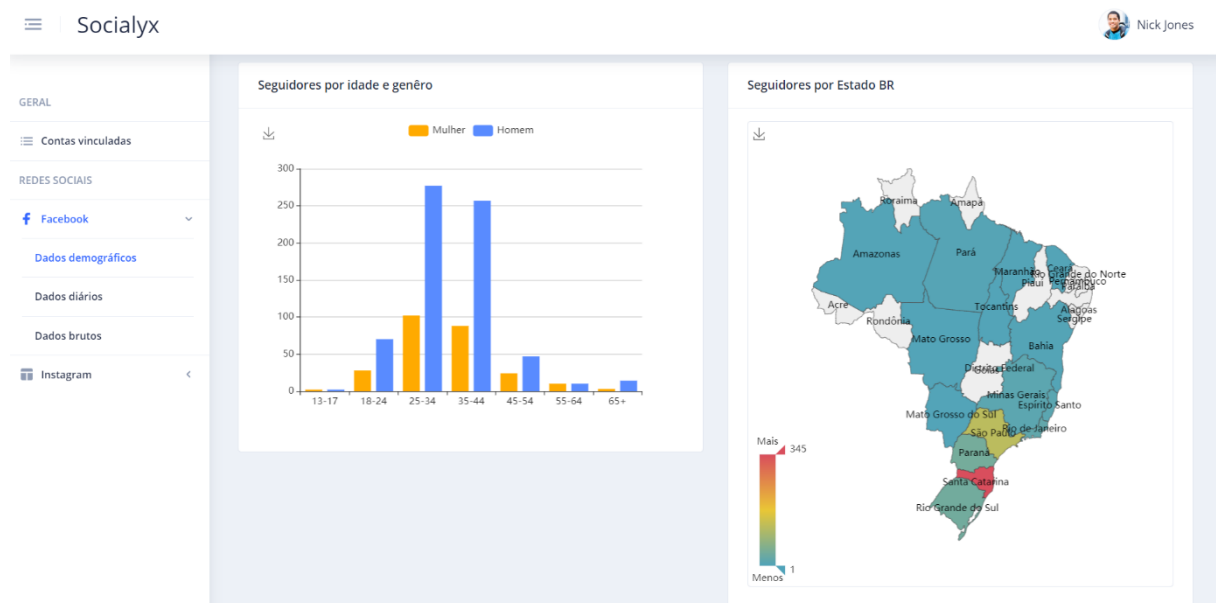 Socialyx
Nick Jones
GERAL
Contas vinculadas
REDES SOCIAIS
Facebook
Dados demográficos
Dados diários
Dados brutos
Instagram
Seguidores por idade e genêro
Mulher Homem
300
250
200
150
100
50
0
13-17 18-24 25-34 35-44 45-54 55-64 65+
Seguidores por Estado BR
Roraima
Amapá
Amazonas
Pará
Maranhão
Ceará
Rio Grande do Norte
Piauí
Pernambuco
Paraíba
Acre
Tocantins
Alagoas
Sergipe
Rondônia
Mato Grosso
Bahia
Distrito Federal
Goiás
Minas Gerais
Espirito Santo
Mato Grosso do Sul
Rio de Janeiro
São Paulo
Paraná
Santa Catarina
Rio Grande do Sul
Mais
345
1
Menos